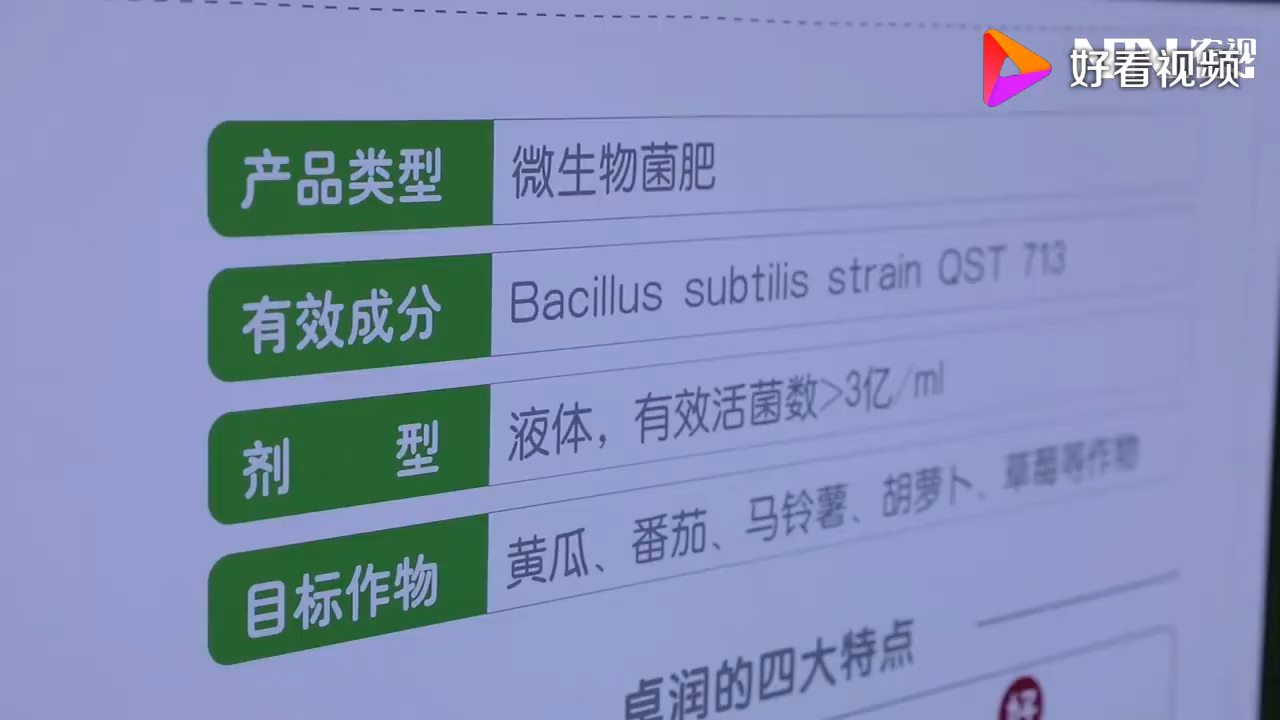 好看视频
产品类型 微生物菌肥
有效成分 Bacillus subtilis strain QST 713
剂 型 液体，有效活菌数>3亿/ml
目标作物 黄瓜、番茄、马铃薯、胡萝卜、草莓等作物
卓润的四大特点
好